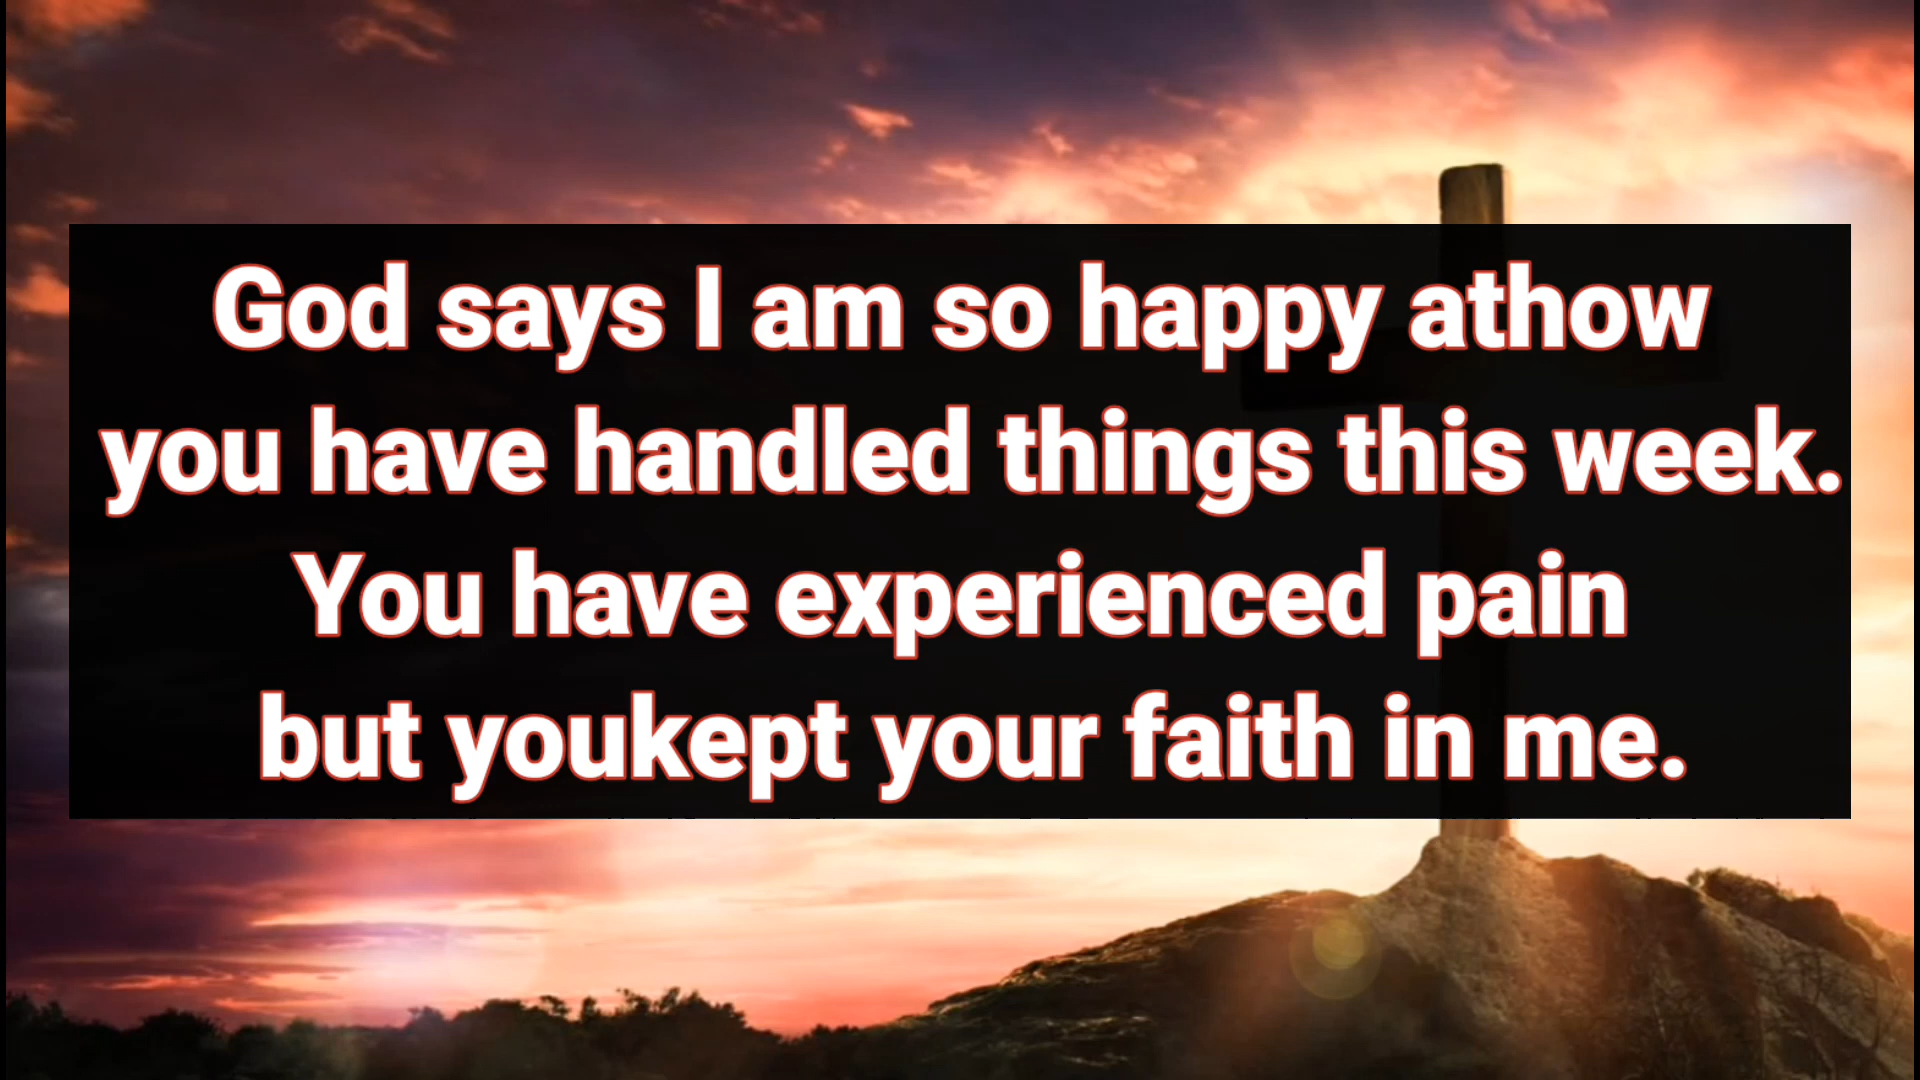 God says I am so happy athow
you have handled things this week.
You have experienced pain
but youkept your faith in me.